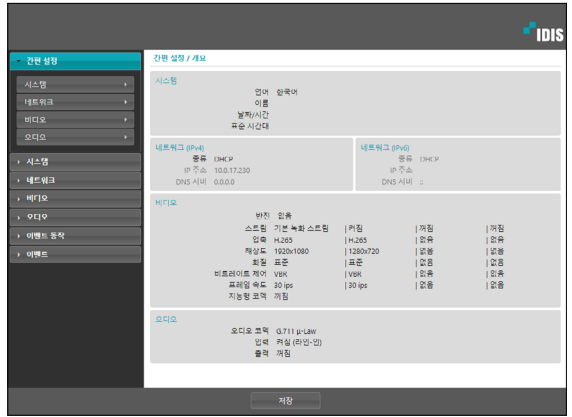 IDIS
간편 설정
시스템
네트워크
비디오
오디오
시스템
네트워크
비디오
오디오
이벤트 동작
이벤트
간편 설정 / 개요
시스템
언어 한국어
이름
날짜/시간
표준 시간대
네트워크 (IPv4)
종류 DHCP
IP 주소 10.0.17.230
DNS 서버 0.0.0.0
네트워크 (IPv6)
종류 DHCP
IP 주소
DNS 서버 ::
비디오
반전 없음
스트림 기본 녹화 스트림 | 켜짐 | 꺼짐 | 꺼짐
압축 H.265 | H.265 | 없음 | 없음
해상도 1920x1080 | 1280x720 | 없음 | 없음
화질 표준 | 표준 | 없음 | 없음
비트레이트 제어 VBR | VBR | 없음 | 없음
프레임 속도 30 ips | 30 ips | 없음 | 없음
지능형 코덱 꺼짐
오디오
오디오 코덱 G.711 μ-Law
입력 켜짐 (라인-인)
출력 꺼짐
저장